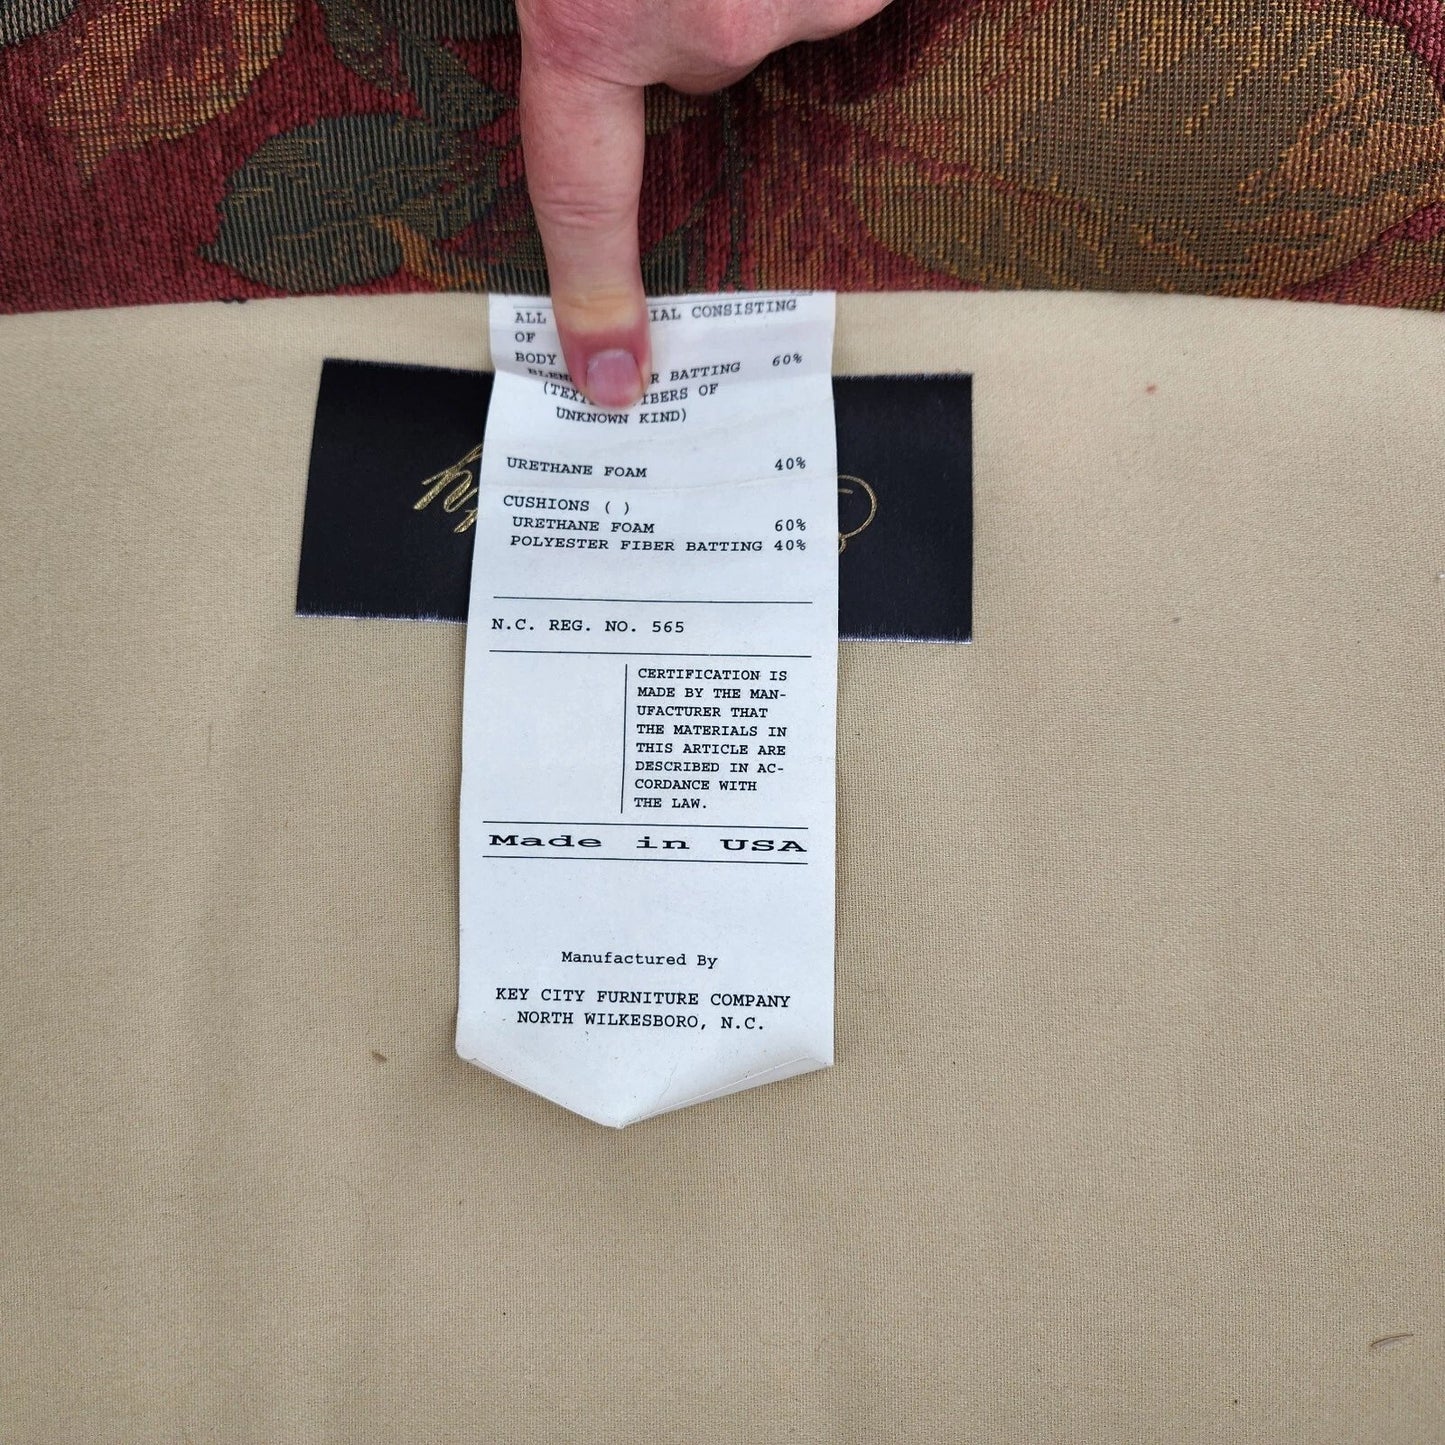 ALL IAL CONSISTING
OF
BODY 60%
R BATTING
(TEX IBERS OF
UNKNOWN KIND)
URETHANE FOAM 40%
CUSHIONS ( )
URETHANE FOAM 60%
POLYESTER FIBER BATTING 40%
N.C. REG. NO. 565
CERTIFICATION IS
MADE BY THE MAN-
UFACTURER THAT
THE MATERIALS IN
THIS ARTICLE ARE
DESCRIBED IN AC-
CORDANCE WITH
THE LAW.
Made in USA
Manufactured By
KEY CITY FURNITURE COMPANY
NORTH WILKESBORO, N.C.